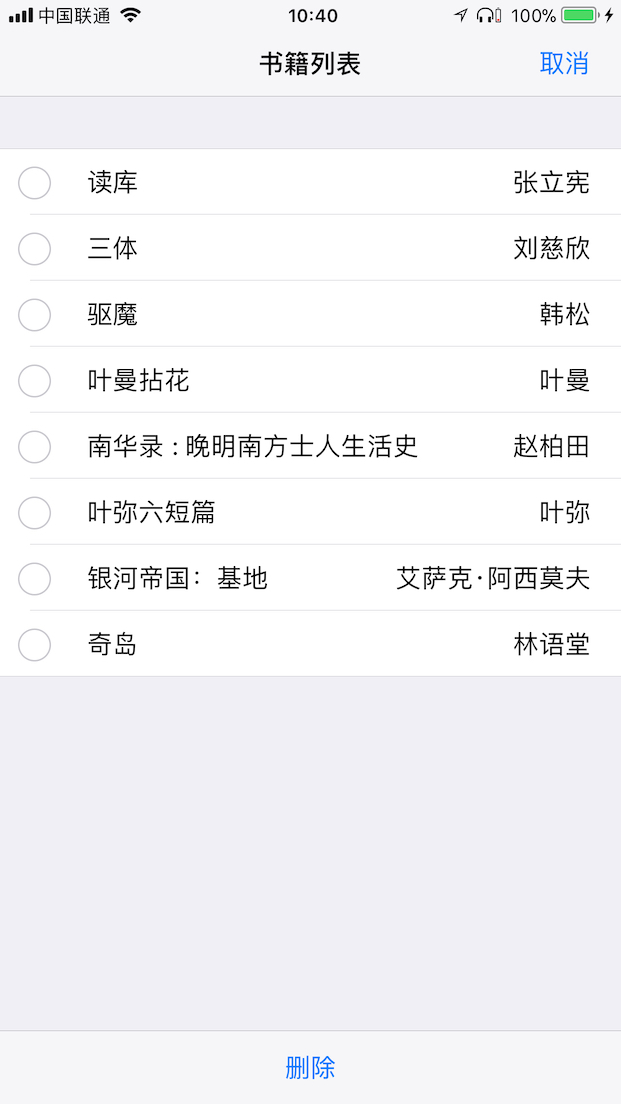 中国联通 10:40 100%
书籍列表 取消
读库 张立宪
三体 刘慈欣
驱魔 韩松
叶曼拈花 叶曼
南华录 : 晚明南方士人生活史 赵柏田
叶弥六短篇 叶弥
银河帝国：基地 艾萨克·阿西莫夫
奇岛 林语堂
删除